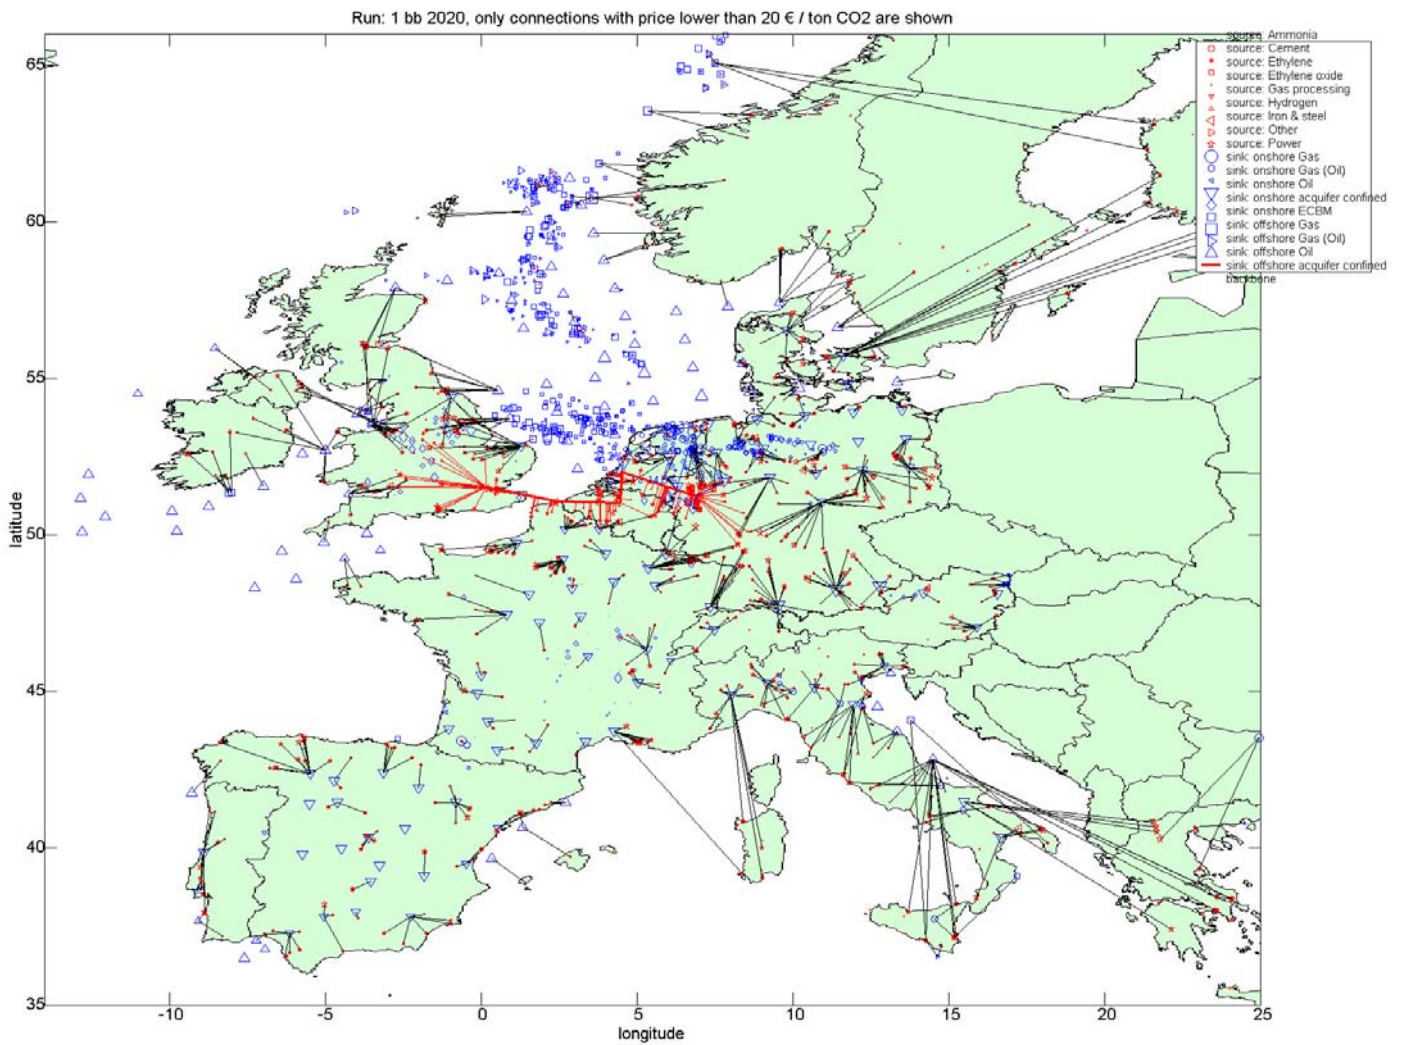 Run: 1 bb 2020, only connections with price lower than 20 € / ton CO2 are shown
source: Ammonia
source: Cement
source: Ethylene
source: Ethylene oxide
source: Gas processing
source: Hydrogen
source: Iron & steel
source: Other
source: Power
sink: onshore Gas
sink: onshore Gas (Oil)
sink: onshore Oil
sink: onshore acquifer confined
sink: onshore ECBM
sink: offshore Gas
sink: offshore Gas (Oil)
sink: offshore Oil
sink: offshore acquifer confined
backbone
65
60
55
50
45
40
35
latitude
-10
-5
0
5
10
15
20
25
longitude